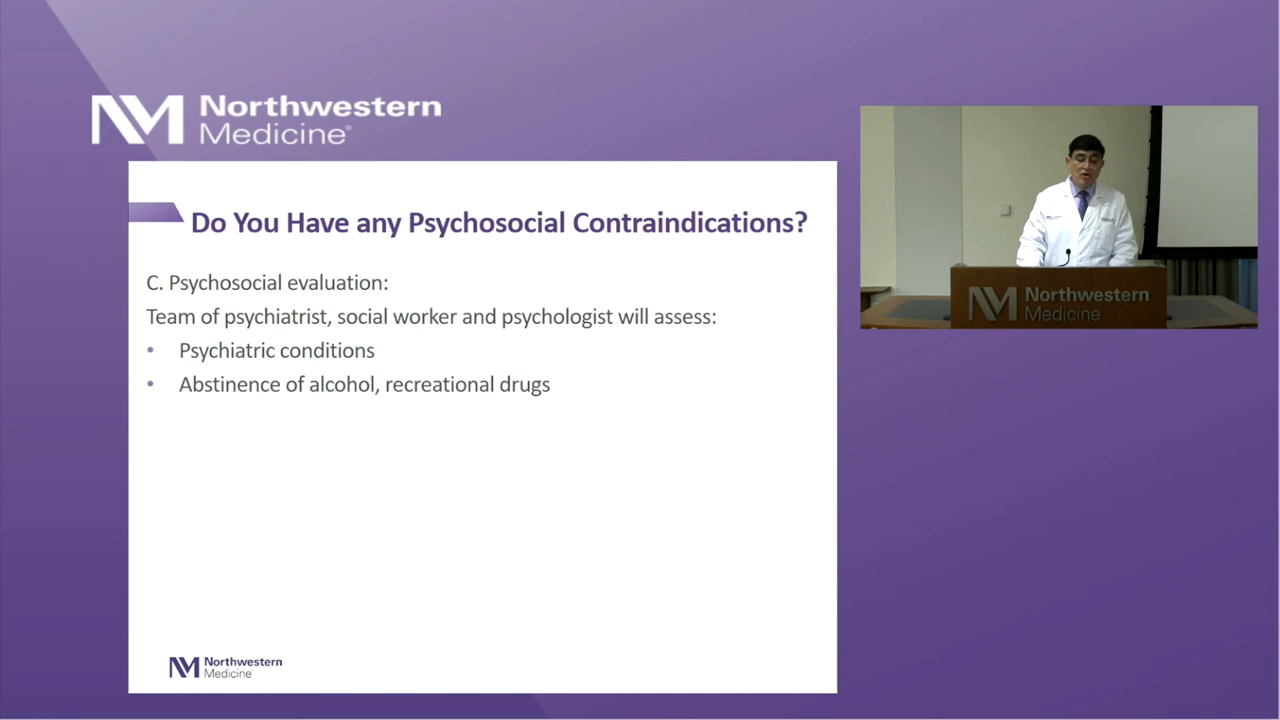 Northwestern
Medicine®
Do You Have any Psychosocial Contraindications?
C. Psychosocial evaluation:
Team of psychiatrist, social worker and psychologist will assess:
• Psychiatric conditions
• Abstinence of alcohol, recreational drugs
Northwestern
Medicine
Northwestern
Medicine